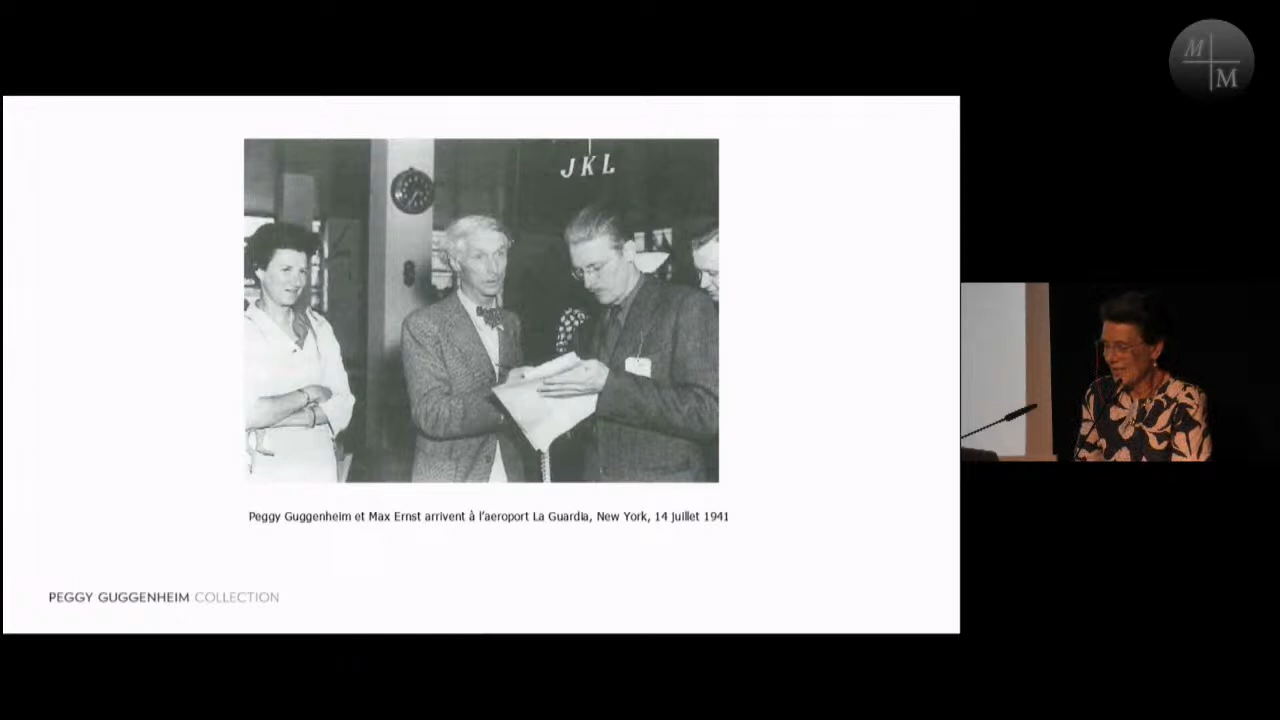 M
M
JKL
Peggy Guggenheim et Max Ernst arrivent à l'aeroport La Guardia, New York, 14 juillet 1941
PEGGY GUGGENHEIM COLLECTION